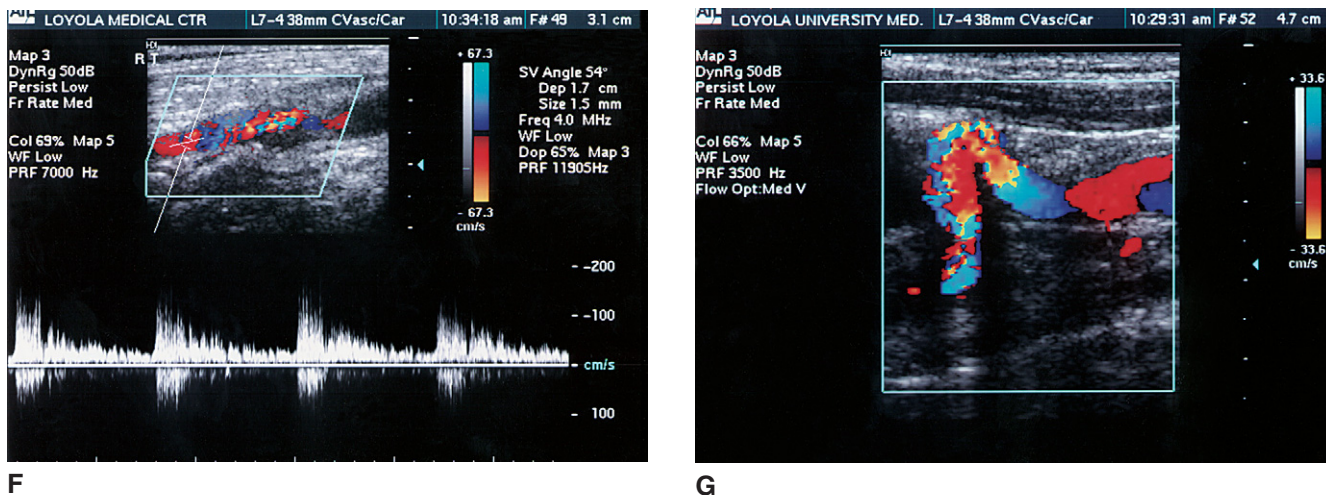 ATL LOYOLA MEDICAL CTR L7-4 38mm CVasc/Car 10:34:18 am F# 49 3.1 cm
Map 3
DynRg 50dB
Persist Low
Fr Rate Med
Col 69% Map 5
WF Low
PRF 7000 Hz
R T
+ 67.3
- 67.3
cm/s
SV Angle 54°
Dep 1.7 cm
Size 1.5 mm
Freq 4.0 MHz
WF Low
Dop 65% Map 3
PRF 11905Hz
- -200
- -100
- cm/s
- 100
F
ATL LOYOLA UNIVERSITY MED. L7-4 38mm CVasc/Car 10:29:31 am F# 52 4.7 cm
Map 3
DynRg 50dB
Persist Low
Fr Rate Med
Col 66% Map 5
WF Low
PRF 3500 Hz
Flow Opt:Med V
+ 33.6
- 33.6
cm/s
G